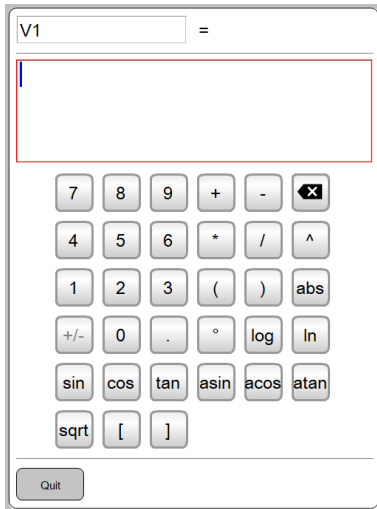 V1 =
7 8 9 + -
4 5 6 * / ^
1 2 3 ( ) abs
+/- 0 . ° log ln
sin cos tan asin acos atan
sqrt [ ]
Quit